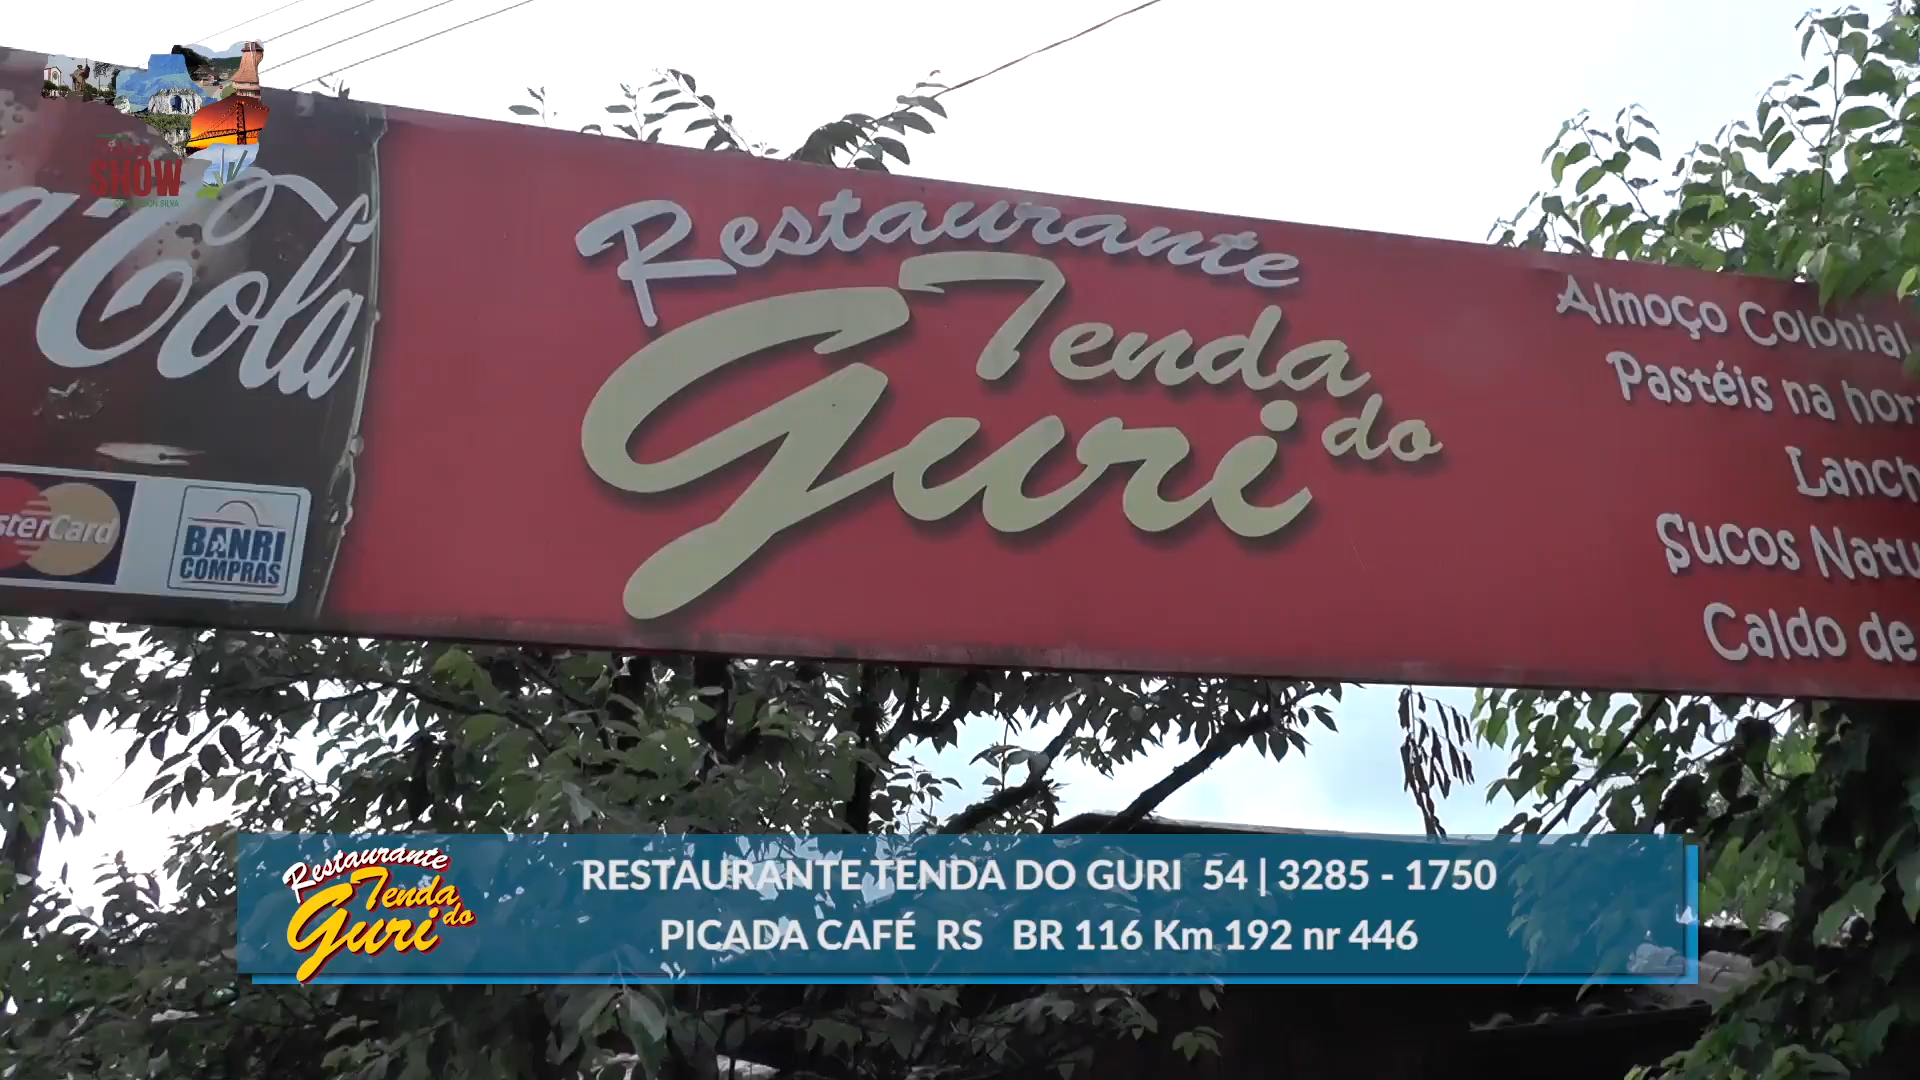 SHOW
a-Cola
sterCard
BANRI
COMPRAS
Restaurante
Tenda
do
Guri
Almoço Colonial
Pastéis na hor
Lanch
Sucos Natu
Caldo de
Restaurante
Tenda
do
Guri
RESTAURANTE TENDA DO GURI 54 | 3285 - 1750
PICADA CAFÉ RS BR 116 Km 192 nr 446